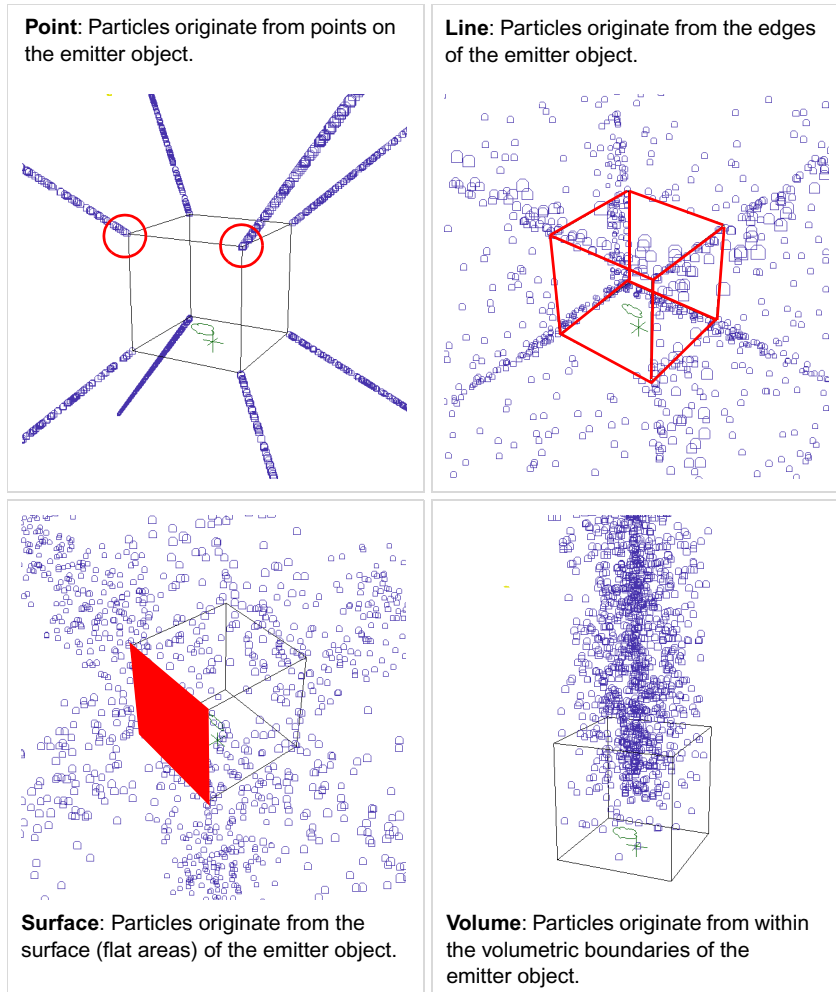 Point: Particles originate from points on
the emitter object.
Line: Particles originate from the edges
of the emitter object.
Surface: Particles originate from the
surface (flat areas) of the emitter object.
Volume: Particles originate from within
the volumetric boundaries of the
emitter object.